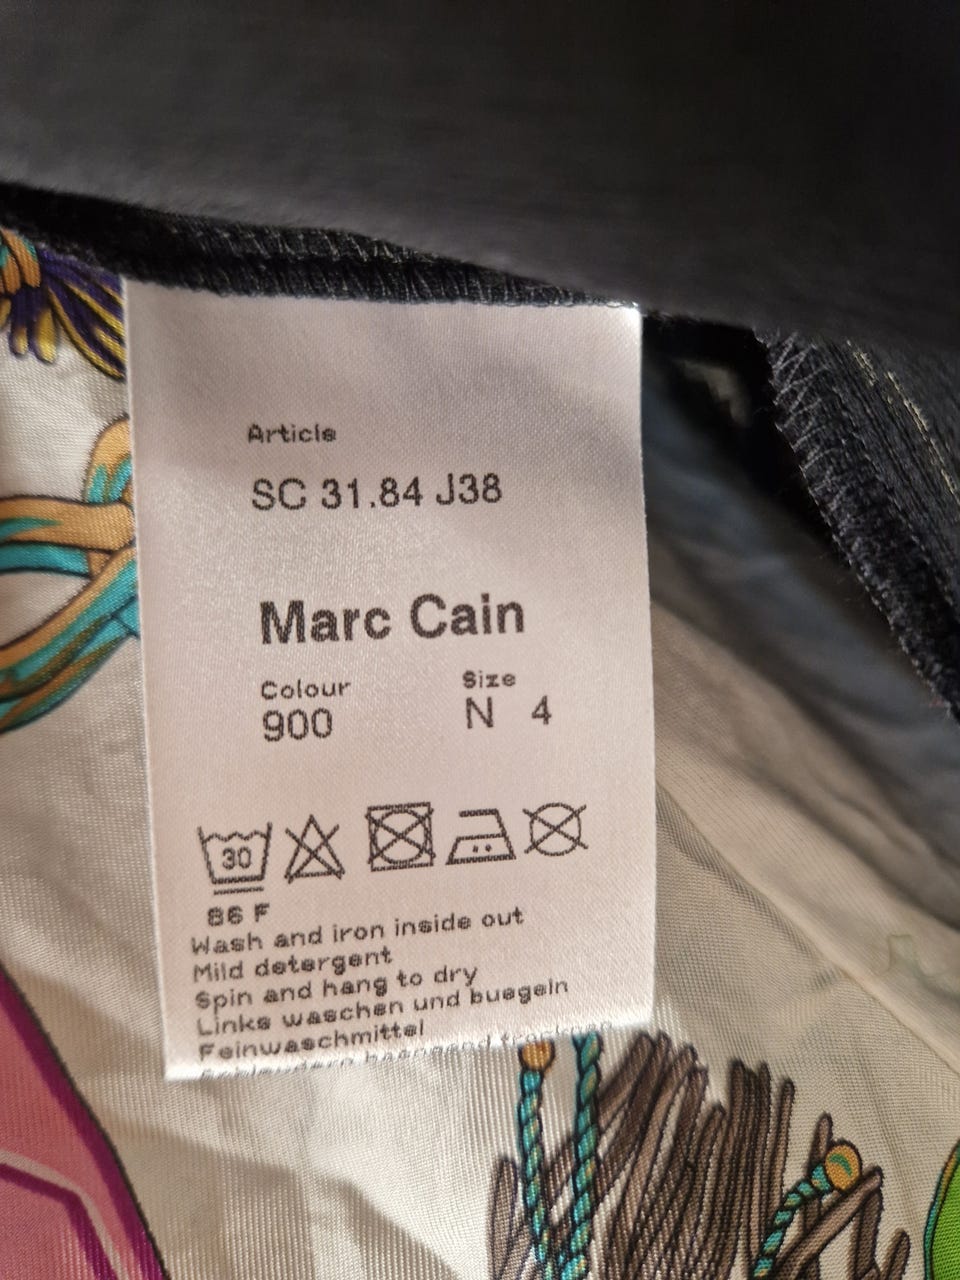 Article
SC 31.84 J38
Marc Cain
Colour Size
900 N 4
30
86 F
Wash and iron inside out
Mild detergent
Spin and hang to dry
Links waschen und buegeln
Feinwaschmittel